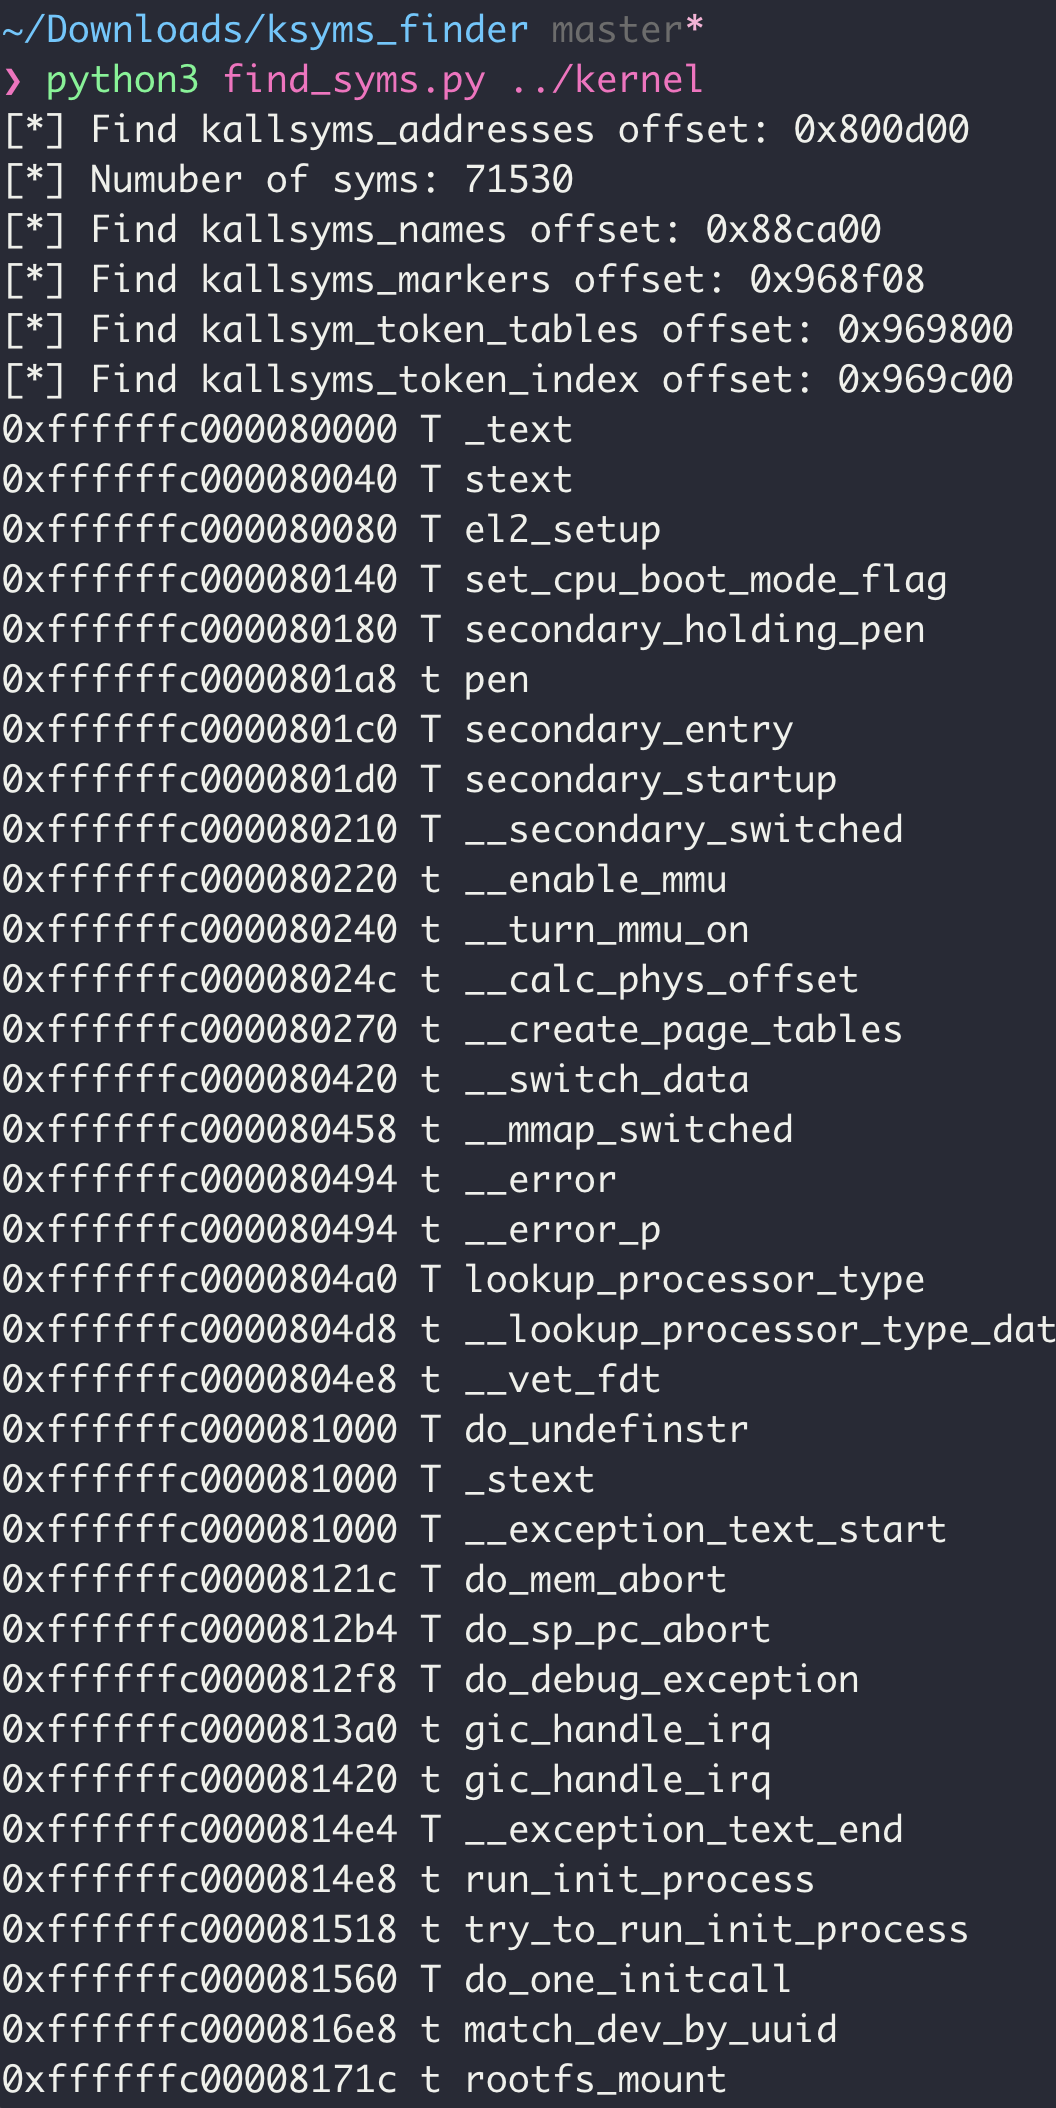 ~/Downloads/ksyms_finder master*
❯ python3 find_syms.py ../kernel
[*] Find kallsyms_addresses offset: 0x800d00
[*] Numuber of syms: 71530
[*] Find kallsyms_names offset: 0x88ca00
[*] Find kallsyms_markers offset: 0x968f08
[*] Find kallsym_token_tables offset: 0x969800
[*] Find kallsyms_token_index offset: 0x969c00
0xffffffc000080000 T _text
0xffffffc000080040 T stext
0xffffffc000080080 T el2_setup
0xffffffc000080140 T set_cpu_boot_mode_flag
0xffffffc000080180 T secondary_holding_pen
0xffffffc0000801a8 t pen
0xffffffc0000801c0 T secondary_entry
0xffffffc0000801d0 T secondary_startup
0xffffffc000080210 T __secondary_switched
0xffffffc000080220 t __enable_mmu
0xffffffc000080240 t __turn_mmu_on
0xffffffc00008024c t __calc_phys_offset
0xffffffc000080270 t __create_page_tables
0xffffffc000080420 t __switch_data
0xffffffc000080458 t __mmap_switched
0xffffffc000080494 t __error
0xffffffc000080494 t __error_p
0xffffffc0000804a0 T lookup_processor_type
0xffffffc0000804d8 t __lookup_processor_type_dat
0xffffffc0000804e8 t __vet_fdt
0xffffffc000081000 T do_undefinstr
0xffffffc000081000 T _stext
0xffffffc000081000 T __exception_text_start
0xffffffc00008121c T do_mem_abort
0xffffffc0000812b4 T do_sp_pc_abort
0xffffffc0000812f8 T do_debug_exception
0xffffffc0000813a0 t gic_handle_irq
0xffffffc000081420 t gic_handle_irq
0xffffffc0000814e4 T __exception_text_end
0xffffffc0000814e8 t run_init_process
0xffffffc000081518 t try_to_run_init_process
0xffffffc000081560 T do_one_initcall
0xffffffc0000816e8 t match_dev_by_uuid
0xffffffc00008171c t rootfs_mount